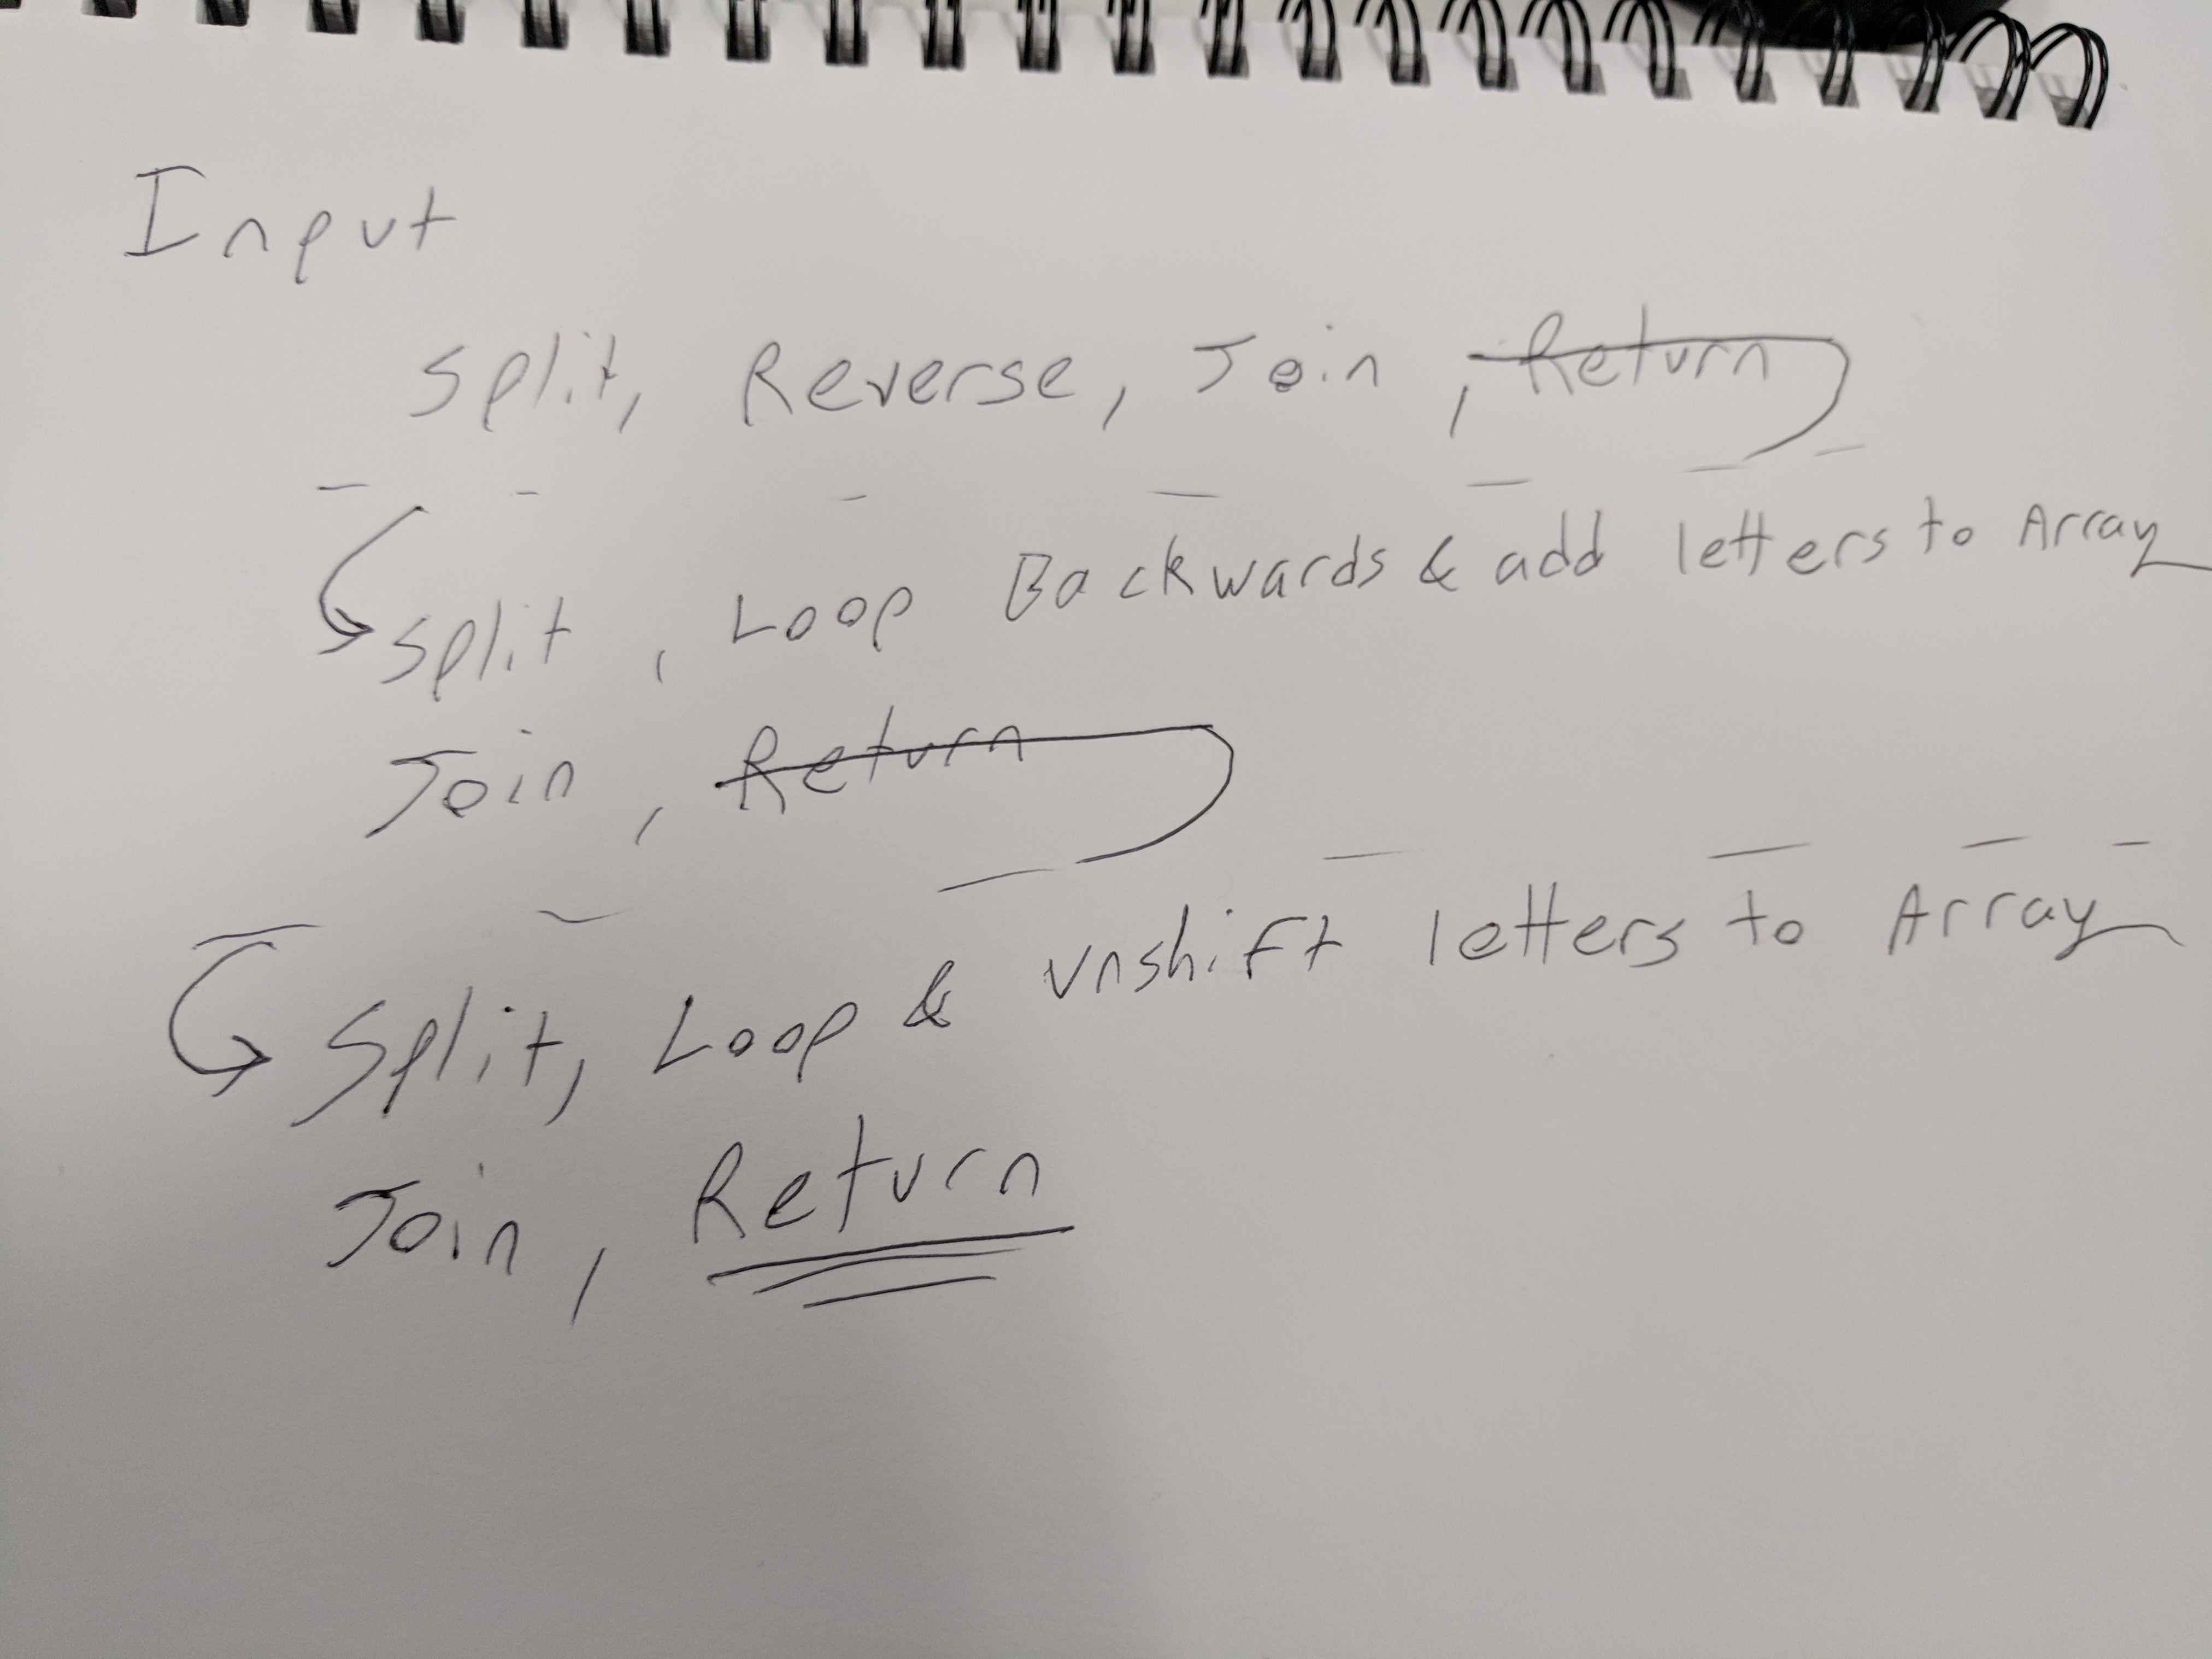 Input
Split, Reverse, Join, Return
Split, Loop Backwards & add letters to Array
Join, Return
Split, Loop & unshift letters to Array
Join, Return